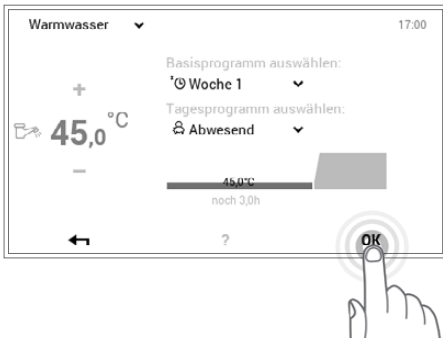 Warmwasser 17:00
Basisprogramm auswählen:
Woche 1
Tagesprogramm auswählen:
Abwesend
+
45,0 °C
−
45,0°C
noch 3,0h
? OK